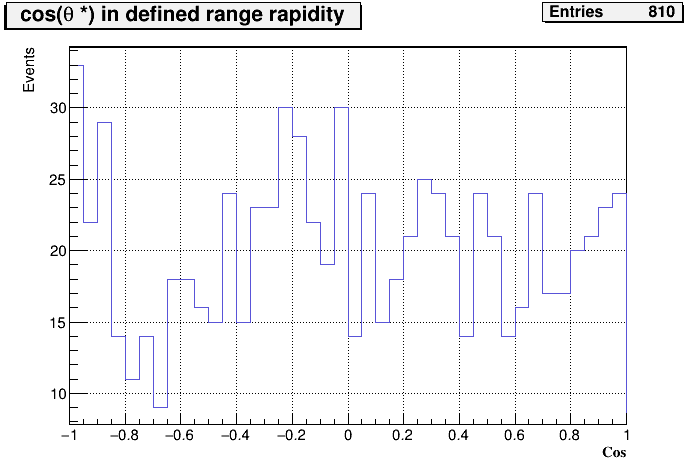 cos(θ *) in defined range rapidity
Entries 810
Events
30
25
20
15
10
−1 −0.8 −0.6 −0.4 −0.2 0 0.2 0.4 0.6 0.8 1
Cos